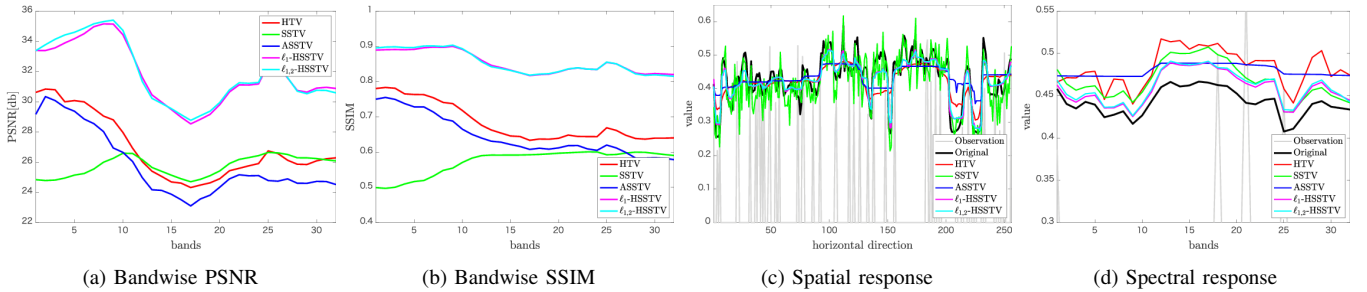 36
34
32
30
28
26
24
22
PSNR[db]
5 10 15 20 25 30
bands
HTV
SSTV
ASSTV
ℓ₁-HSSTV
ℓ₁,₂-HSSTV
(a) Bandwise PSNR
1
0.9
0.8
0.7
0.6
0.5
0.4
SSIM
5 10 15 20 25 30
bands
HTV
SSTV
ASSTV
ℓ₁-HSSTV
ℓ₁,₂-HSSTV
(b) Bandwise SSIM
0.6
0.5
0.4
0.3
0.2
0.1
0
value
50 100 150 200 250
horizontal direction
Observation
Original
HTV
SSTV
ASSTV
ℓ₁-HSSTV
ℓ₁,₂-HSSTV
(c) Spatial response
0.55
0.5
0.45
0.4
0.35
0.3
value
5 10 15 20 25 30
bands
Observation
Original
HTV
SSTV
ASSTV
ℓ₁-HSSTV
ℓ₁,₂-HSSTV
(d) Spectral response